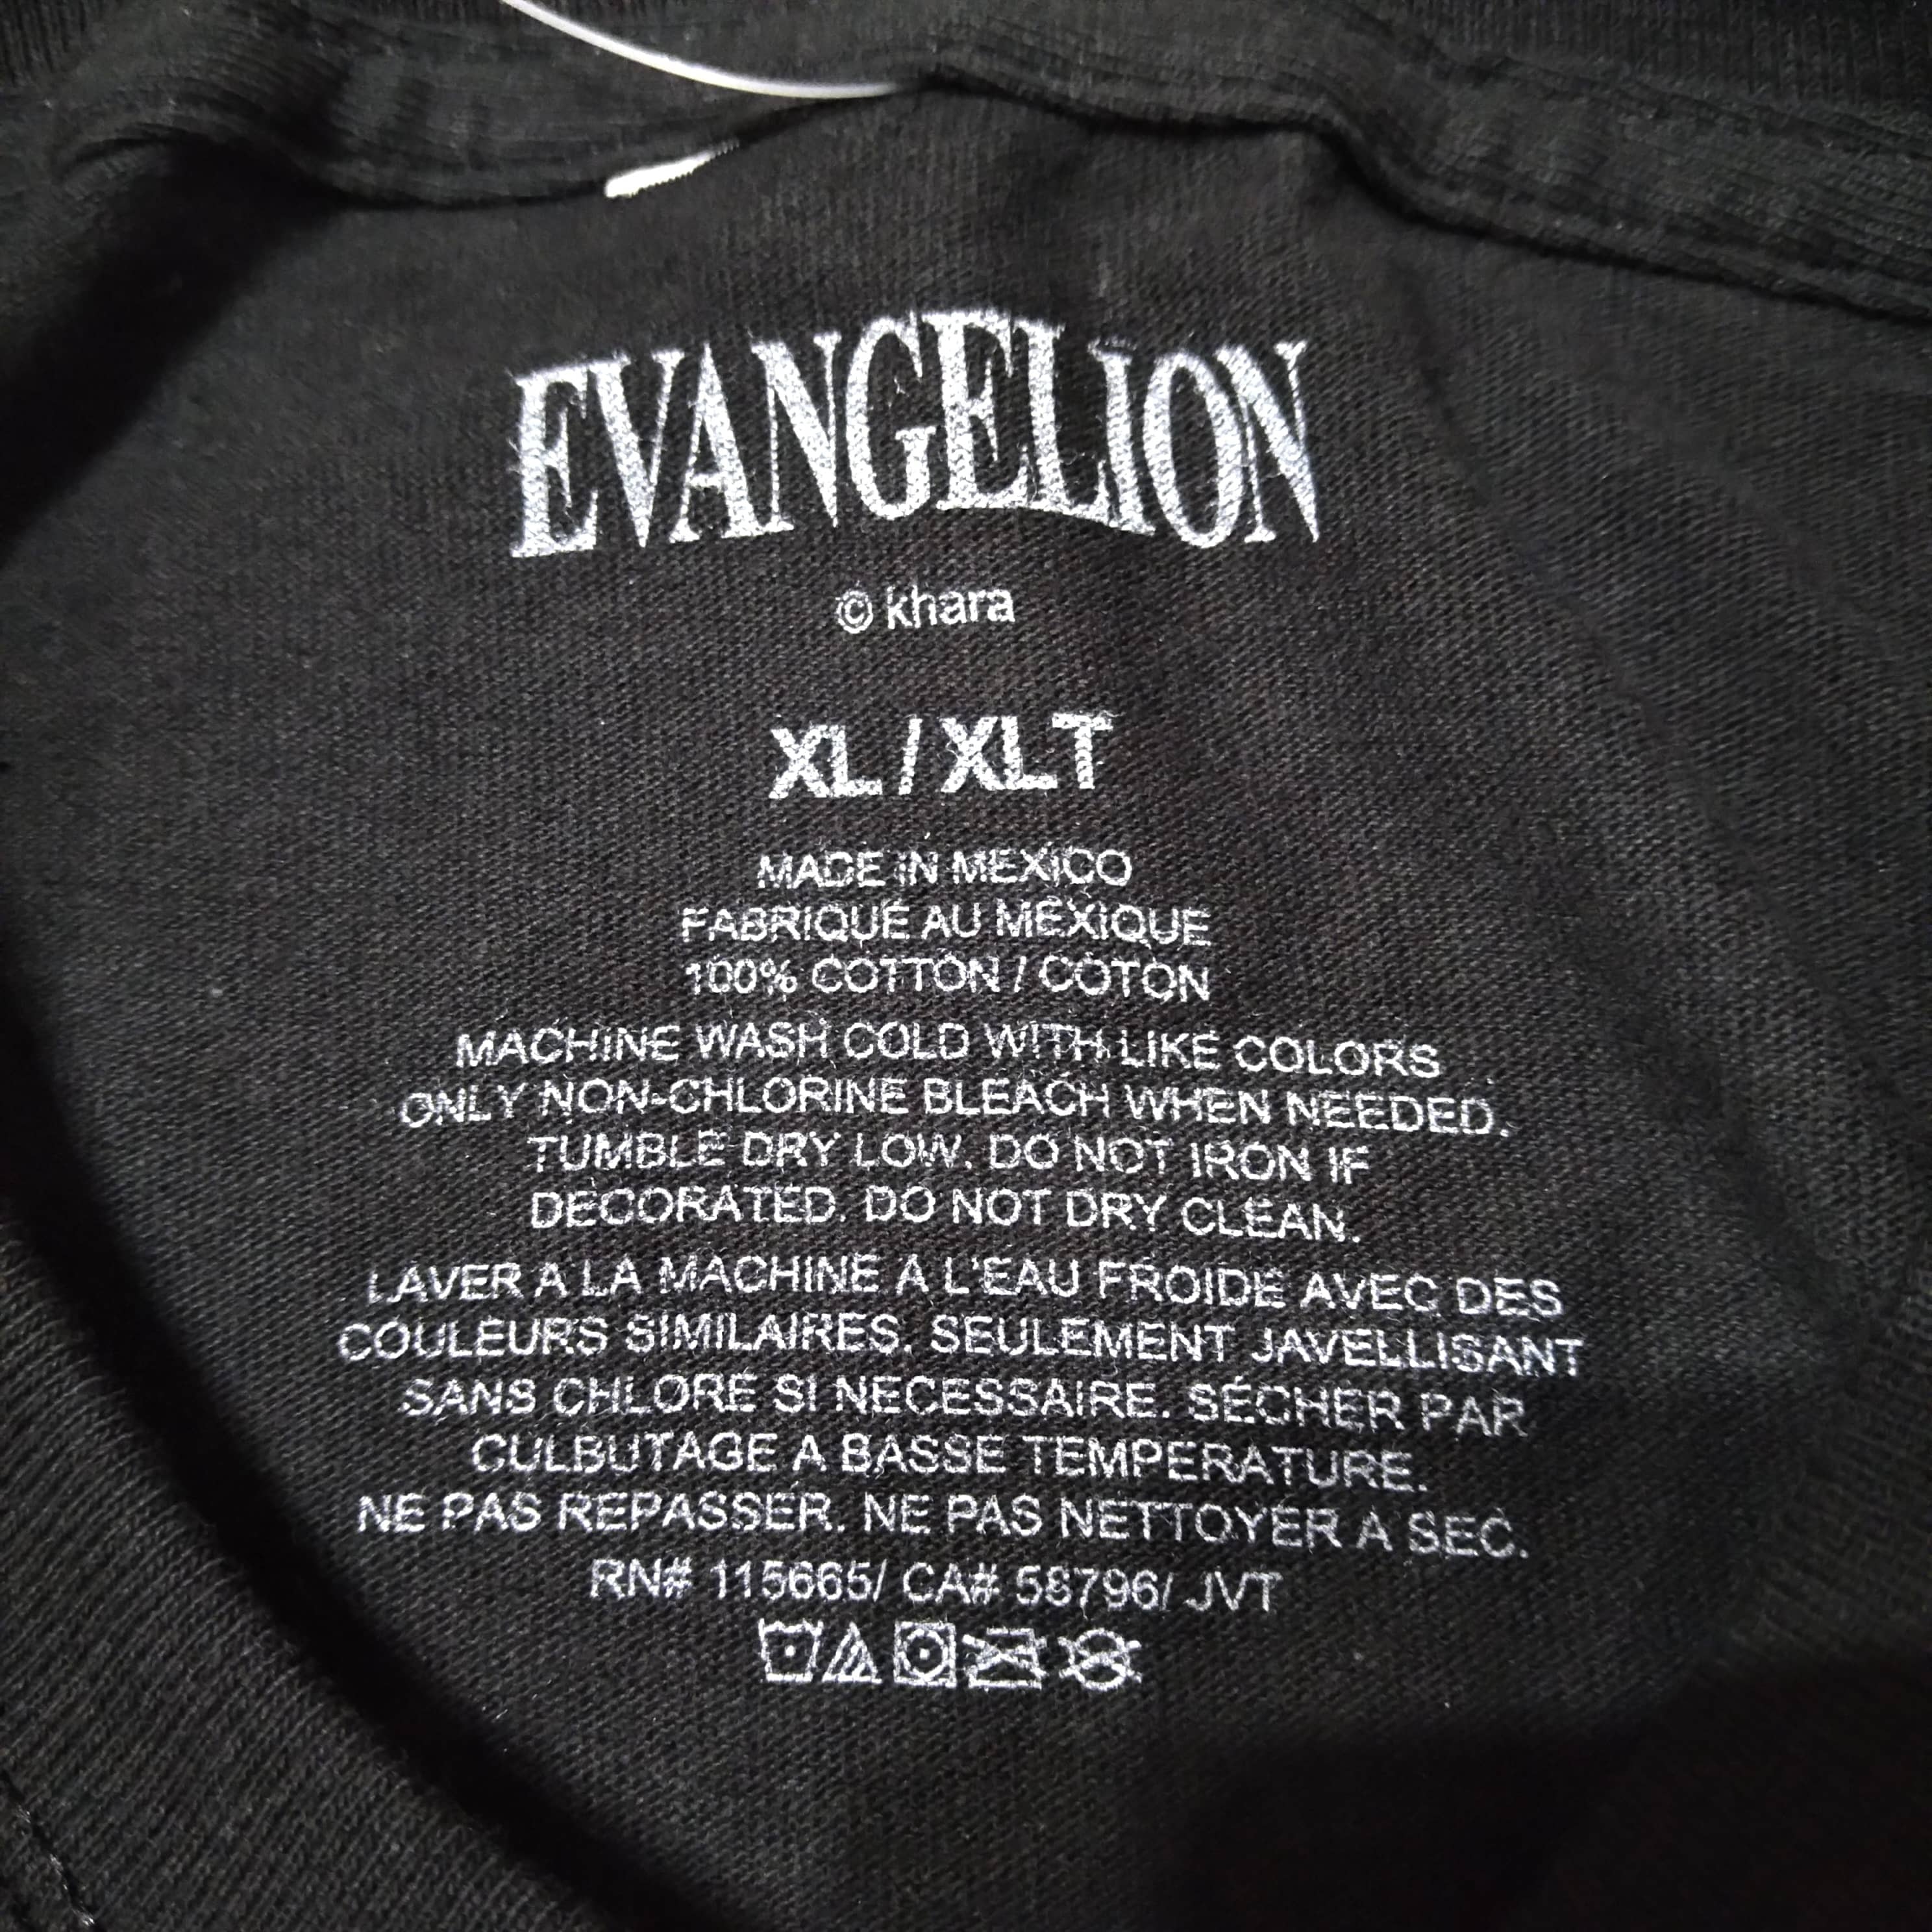 EVANGELION
© khara
XL / XLT
MADE IN MEXICO
FABRIQUÉ AU MEXIQUE
100% COTTON / COTON
MACHINE WASH COLD WITH LIKE COLORS
ONLY NON-CHLORINE BLEACH WHEN NEEDED.
TUMBLE DRY LOW. DO NOT IRON IF
DECORATED. DO NOT DRY CLEAN.
LAVER A LA MACHINE A L'EAU FROIDE AVEC DES
COULEURS SIMILAIRES. SEULEMENT JAVELLISANT
SANS CHLORE SI NECESSAIRE. SÉCHER PAR
CULBUTAGE A BASSE TEMPERATURE.
NE PAS REPASSER. NE PAS NETTOYER A SEC.
RN# 115665/ CA# 58796/ JVT